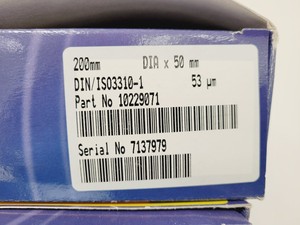 200mm DIA x 50 mm
DIN/ISO3310-1 53 µm
Part No 10229071
Serial No 7137979